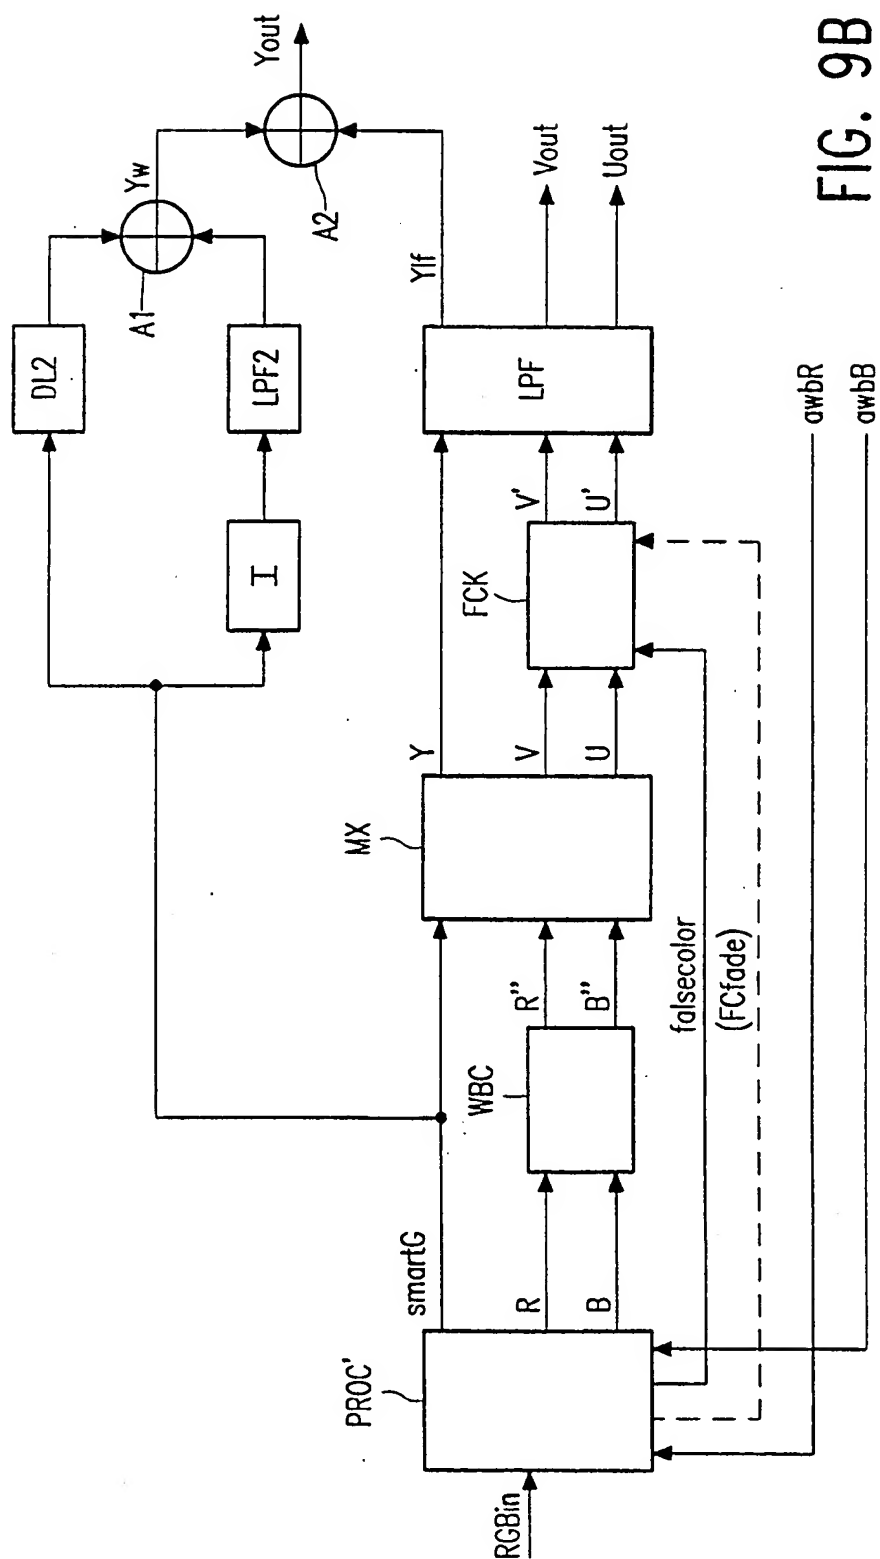 RGBin
PROC'
smartG
R
B
WBC
R''
B''
falsecolor
(FCfade)
MX
Y
V
U
FCK
V'
U'
I
DL2
LPF2
LPF
A1
Yw
A2
Ylf
Yout
Vout
Uout
awbR
awbB
FIG. 9B